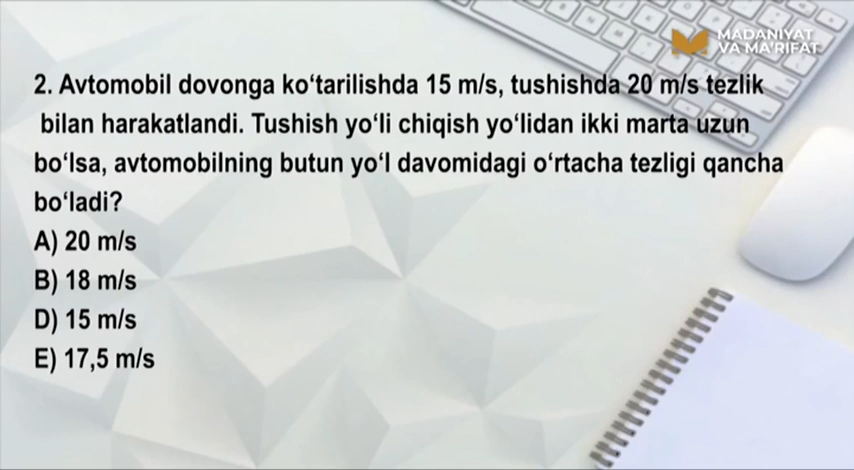 MADANIYAT
VA MA'RIFAT
2. Avtomobil dovonga ko‘tarilishda 15 m/s, tushishda 20 m/s tezlik
bilan harakatlandi. Tushish yo‘li chiqish yo‘lidan ikki marta uzun
bo‘lsa, avtomobilning butun yo‘l davomidagi o‘rtacha tezligi qancha
bo‘ladi?
A) 20 m/s
B) 18 m/s
D) 15 m/s
E) 17,5 m/s